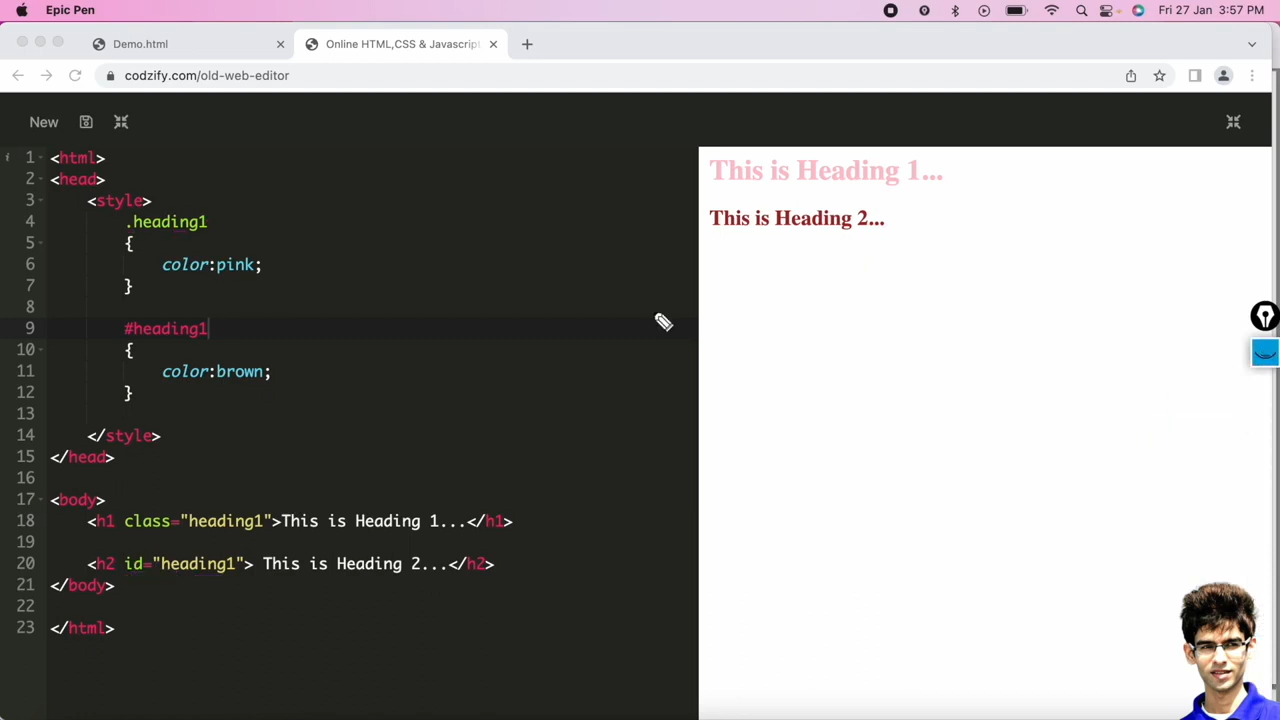 Epic Pen
Fri 27 Jan 3:57 PM
Demo.html
Online HTML,CSS & Javascript
codzify.com/old-web-editor
New
i 1 <html>
2 <head>
3 <style>
4 .heading1
5 {
6 color:pink;
7 }
8
9 #heading1
10 {
11 color:brown;
12 }
13
14 </style>
15 </head>
16
17 <body>
18 <h1 class="heading1">This is Heading 1...</h1>
19
20 <h2 id="heading1"> This is Heading 2...</h2>
21 </body>
22
23 </html>
This is Heading 1...
This is Heading 2...